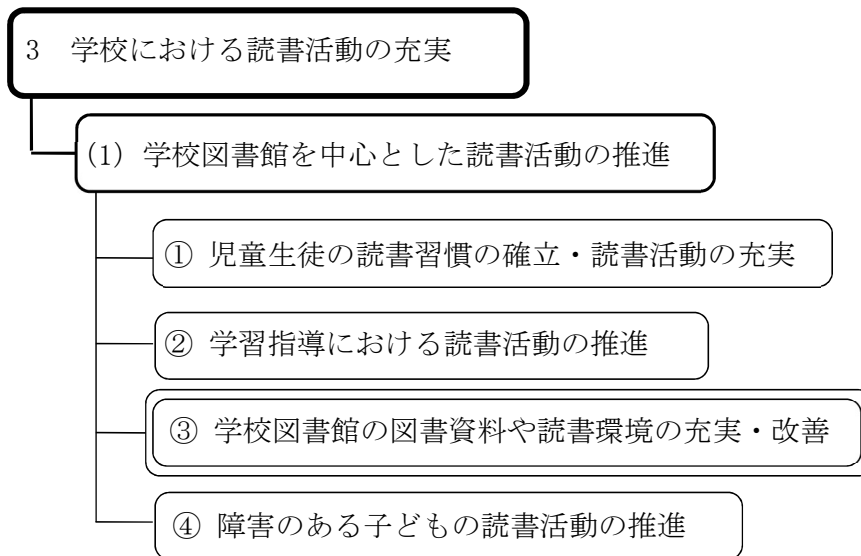 3　学校における読書活動の充実
(1) 学校図書館を中心とした読書活動の推進
① 児童生徒の読書習慣の確立・読書活動の充実
② 学習指導における読書活動の推進
③ 学校図書館の図書資料や読書環境の充実・改善
④ 障害のある子どもの読書活動の推進